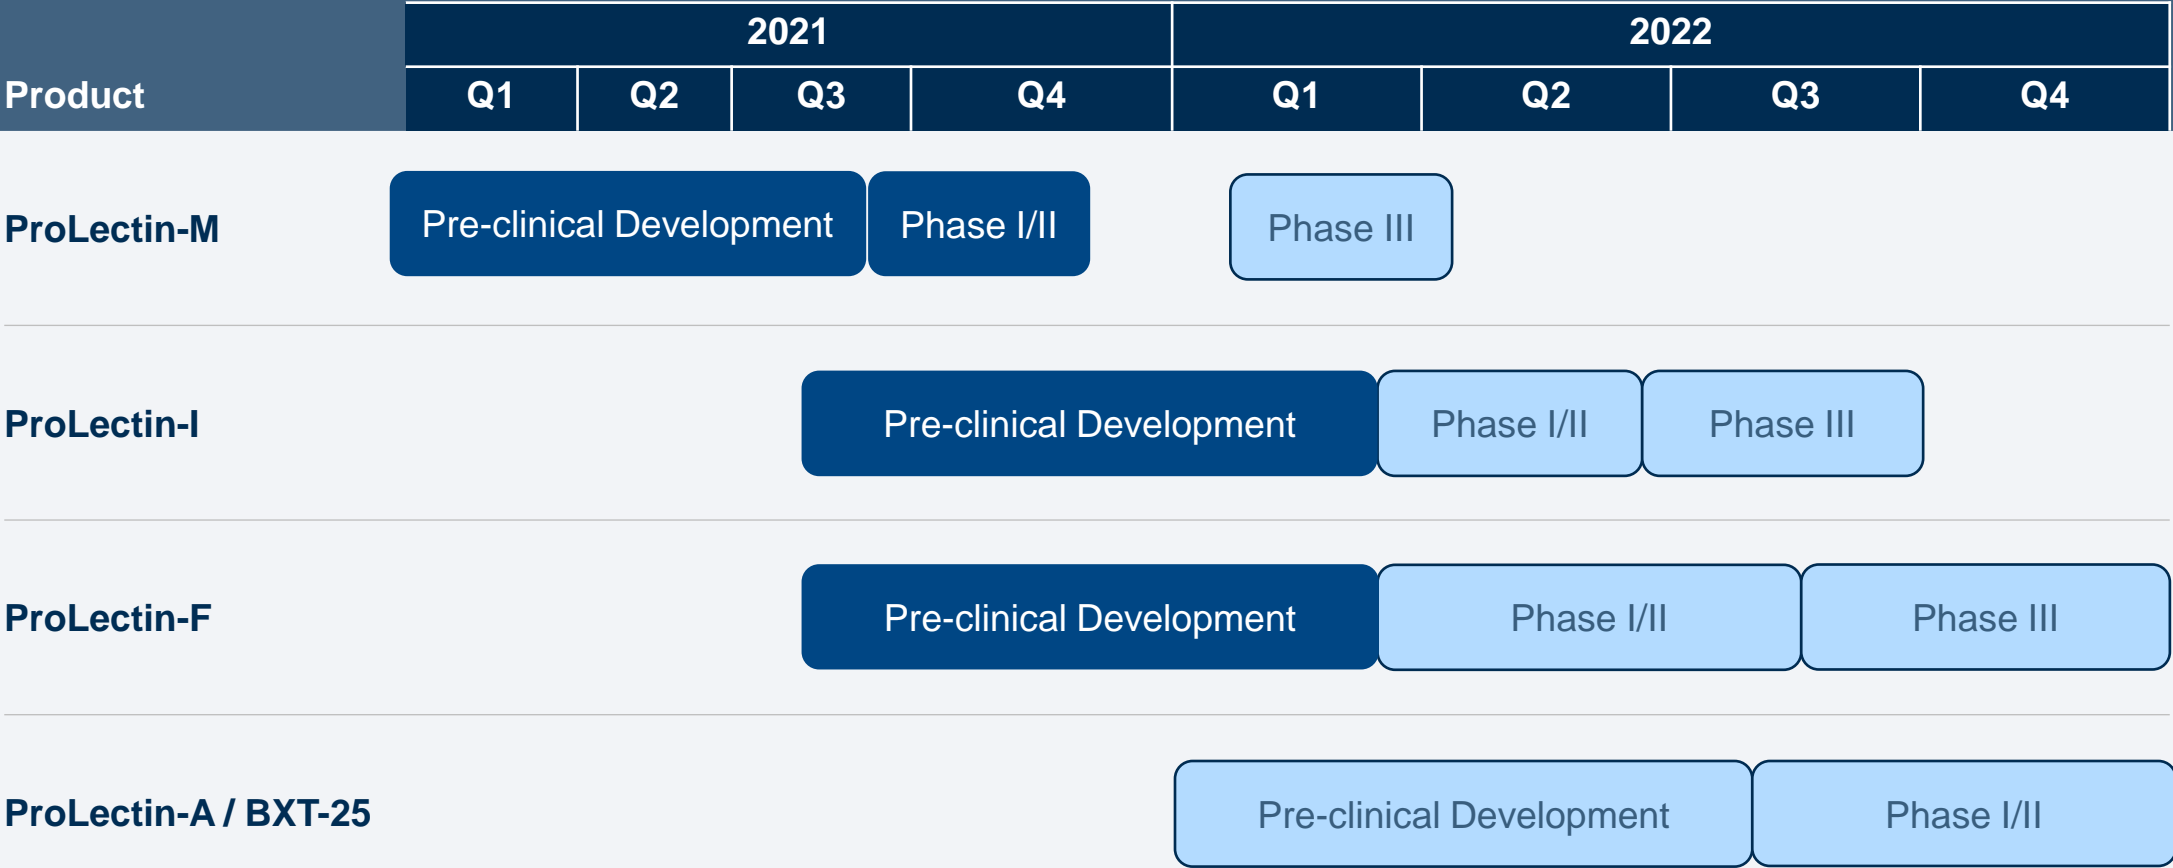 2021 2022
Product Q1 Q2 Q3 Q4 Q1 Q2 Q3 Q4
ProLectin-M Pre-clinical Development Phase I/II Phase III
ProLectin-I Pre-clinical Development Phase I/II Phase III
ProLectin-F Pre-clinical Development Phase I/II Phase III
ProLectin-A / BXT-25 Pre-clinical Development Phase I/II